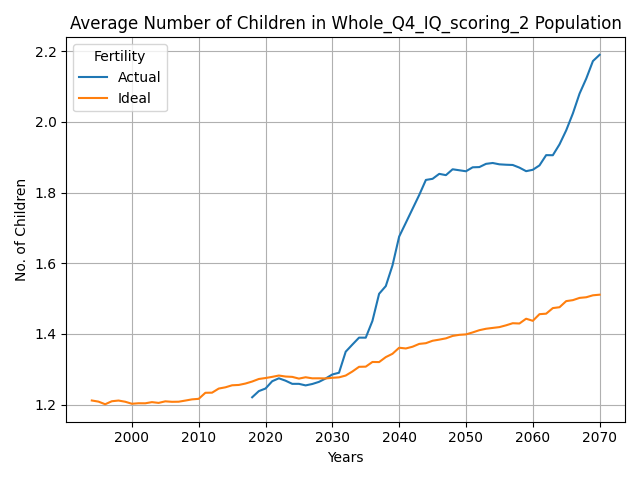 Average Number of Children in Whole_Q4_IQ_scoring_2 Population
Fertility
Actual
Ideal
No. of Children
2.2
2.0
1.8
1.6
1.4
1.2
2000 2010 2020 2030 2040 2050 2060 2070
Years